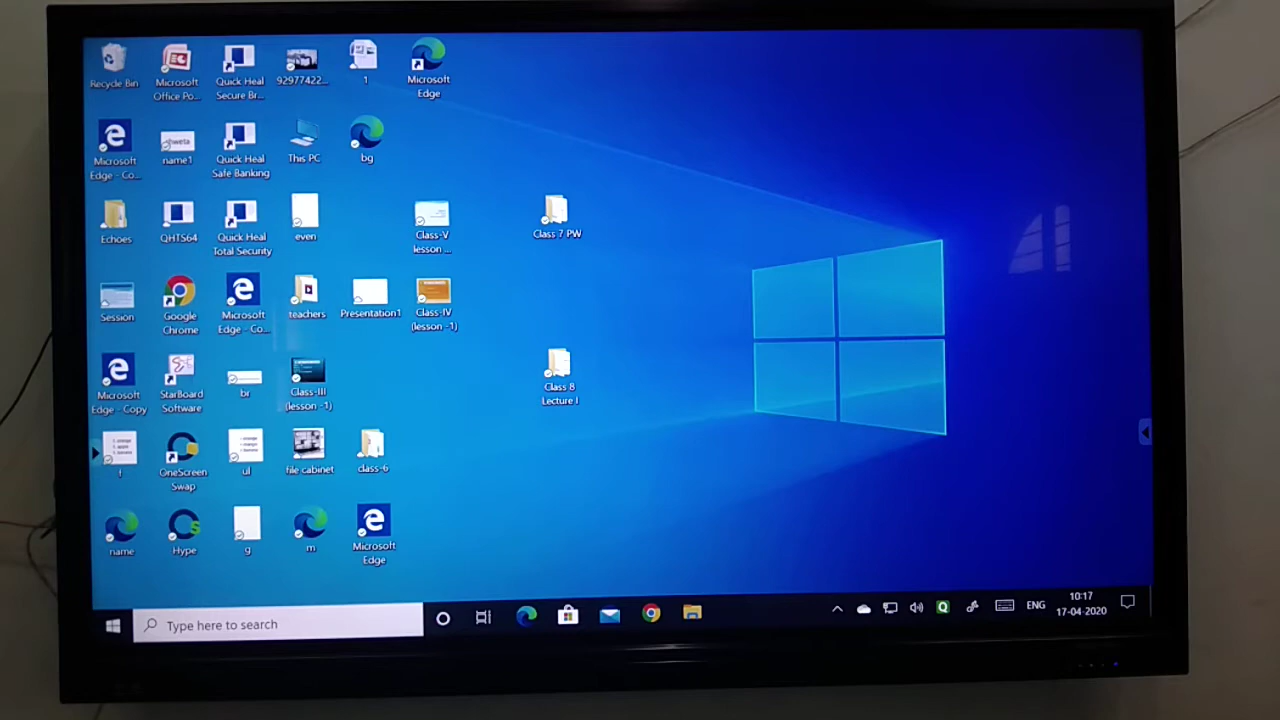 Recycle Bin
Microsoft
Office Po...
Quick Heal
Secure Br...
92977422...
1
Microsoft
Edge
Microsoft
Edge - Co...
name1
Quick Heal
Safe Banking
This PC
bg
Echoes
QHTS64
Quick Heal
Total Security
even
Class-V
lesson ...
Class 7 PW
Session
Google
Chrome
Microsoft
Edge - Co...
teachers
Presentation1
Class-IV
(lesson -1)
Microsoft
Edge - Copy
StarBoard
Software
br
Class-III
(lesson -1)
Class 8
Lecture I
f
OneScreen
Swap
ul
file cabinet
class-6
name
Hype
g
m
Microsoft
Edge
Type here to search
ENG
10:17
17-04-2020